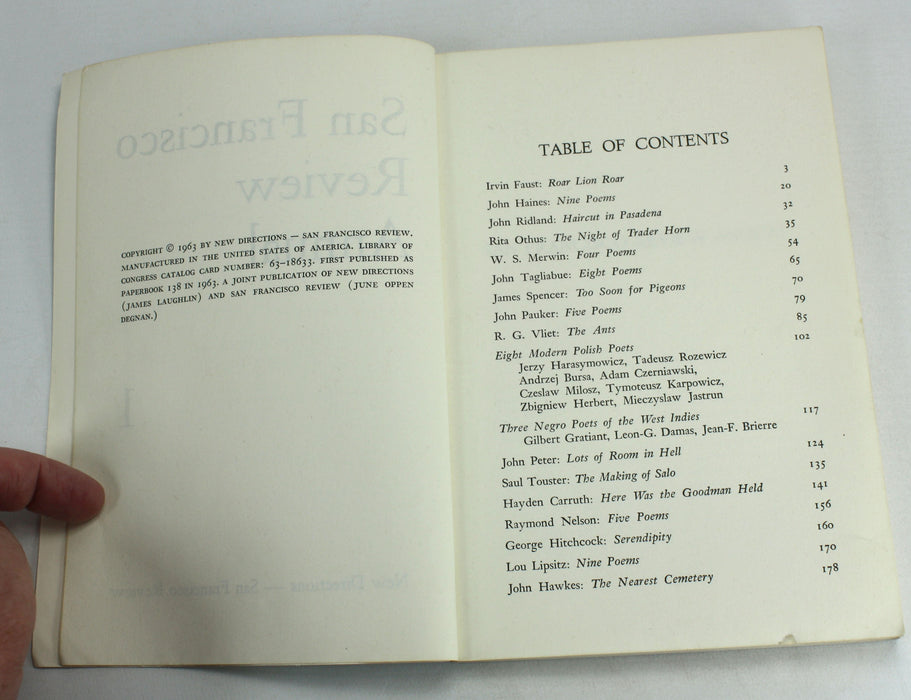 COPYRIGHT © 1963 BY NEW DIRECTIONS — SAN FRANCISCO REVIEW.
MANUFACTURED IN THE UNITED STATES OF AMERICA. LIBRARY OF
CONGRESS CATALOG CARD NUMBER: 63-18633. FIRST PUBLISHED AS
PAPERBOOK 138 IN 1963. A JOINT PUBLICATION OF NEW DIRECTIONS
(JAMES LAUGHLIN) AND SAN FRANCISCO REVIEW (JUNE OPPEN
DEGNAN.)
San Francisco
Review
New Directions — San Francisco Review
TABLE OF CONTENTS
Irvin Faust: Roar Lion Roar 3
John Haines: Nine Poems 20
John Ridland: Haircut in Pasadena 32
Rita Othus: The Night of Trader Horn 35
W. S. Merwin: Four Poems 54
John Tagliabue: Eight Poems 65
James Spencer: Too Soon for Pigeons 70
John Pauker: Five Poems 79
R. G. Vliet: The Ants 85
Eight Modern Polish Poets 102
Jerzy Harasymowicz, Tadeusz Rozewicz
Andrzej Bursa, Adam Czerniawski,
Czeslaw Milosz, Tymoteusz Karpowicz,
Zbigniew Herbert, Mieczyslaw Jastrun
Three Negro Poets of the West Indies 117
Gilbert Gratiant, Leon-G. Damas, Jean-F. Brierre
John Peter: Lots of Room in Hell 124
Saul Touster: The Making of Salo 135
Hayden Carruth: Here Was the Goodman Held 141
Raymond Nelson: Five Poems 156
George Hitchcock: Serendipity 160
Lou Lipsitz: Nine Poems 170
John Hawkes: The Nearest Cemetery 178